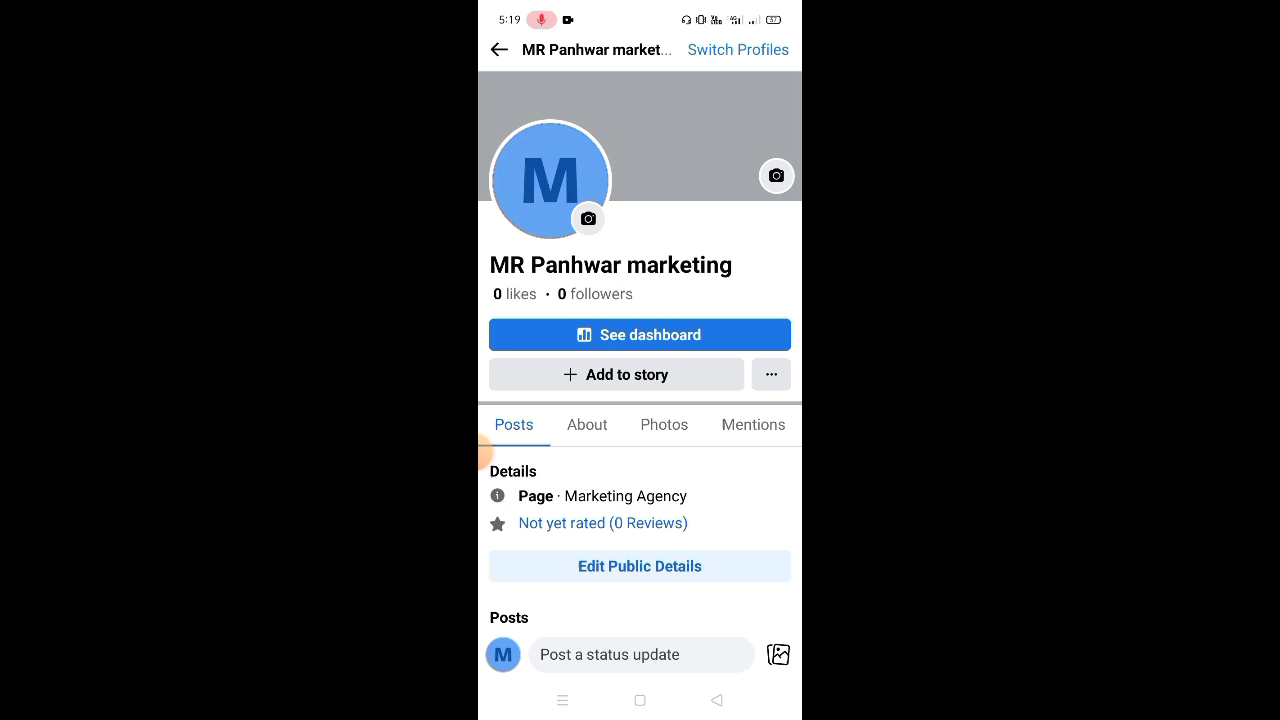 5:19 57
MR Panhwar market... Switch Profiles
M
MR Panhwar marketing
0 likes · 0 followers
See dashboard
+ Add to story ...
Posts About Photos Mentions
Details
Page · Marketing Agency
Not yet rated (0 Reviews)
Edit Public Details
Posts
M Post a status update